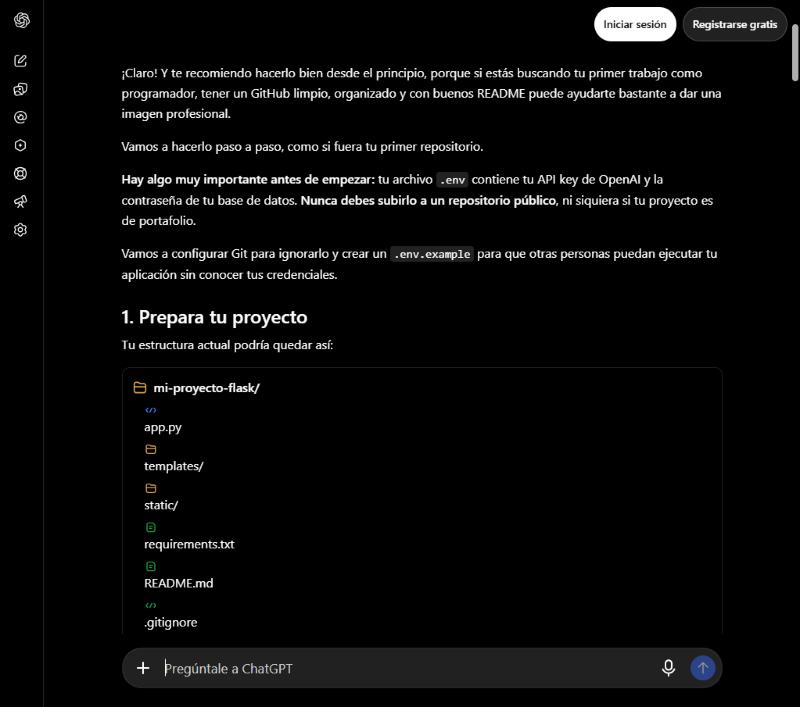 Iniciar sesión
Registrarse gratis
¡Claro! Y te recomiendo hacerlo bien desde el principio, porque si estás buscando tu primer trabajo como
programador, tener un GitHub limpio, organizado y con buenos README puede ayudarte bastante a dar una
imagen profesional.
Vamos a hacerlo paso a paso, como si fuera tu primer repositorio.
Hay algo muy importante antes de empezar: tu archivo .env contiene tu API key de OpenAI y la
contraseña de tu base de datos. Nunca debes subirlo a un repositorio público, ni siquiera si tu proyecto es
de portafolio.
Vamos a configurar Git para ignorarlo y crear un .env.example para que otras personas puedan ejecutar tu
aplicación sin conocer tus credenciales.
1. Prepara tu proyecto
Tu estructura actual podría quedar así:
mi-proyecto-flask/
app.py
templates/
static/
requirements.txt
README.md
.gitignore
Pregúntale a ChatGPT